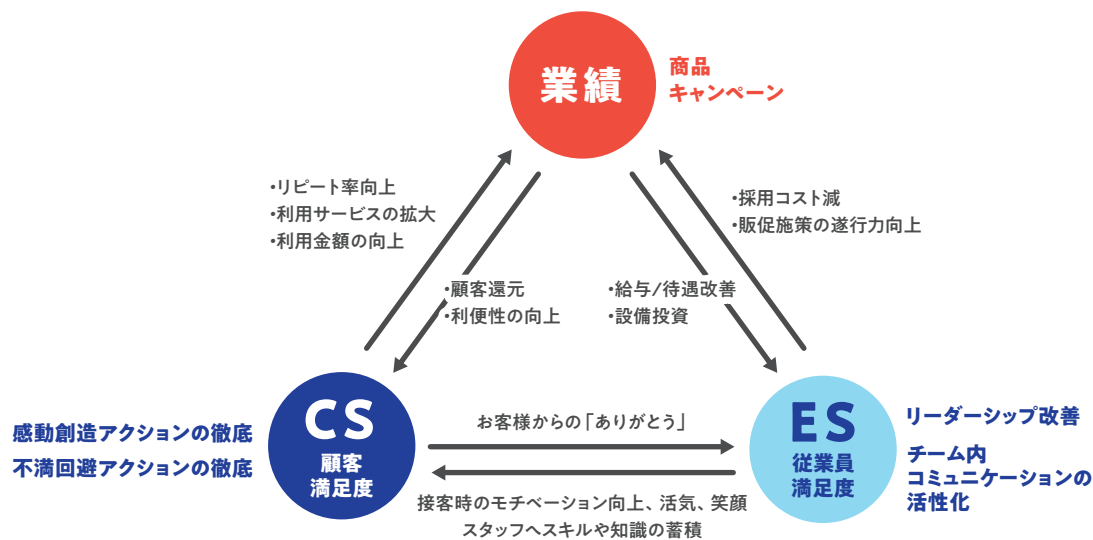 業績
商品
キャンペーン
・リピート率向上
・利用サービスの拡大
・利用金額の向上
・採用コスト減
・販促施策の遂行力向上
・顧客還元
・利便性の向上
・給与/待遇改善
・設備投資
感動創造アクションの徹底
不満回避アクションの徹底
CS
顧客
満足度
お客様からの「ありがとう」
接客時のモチベーション向上、活気、笑顔
スタッフへスキルや知識の蓄積
ES
従業員
満足度
リーダーシップ改善
チーム内
コミュニケーションの
活性化